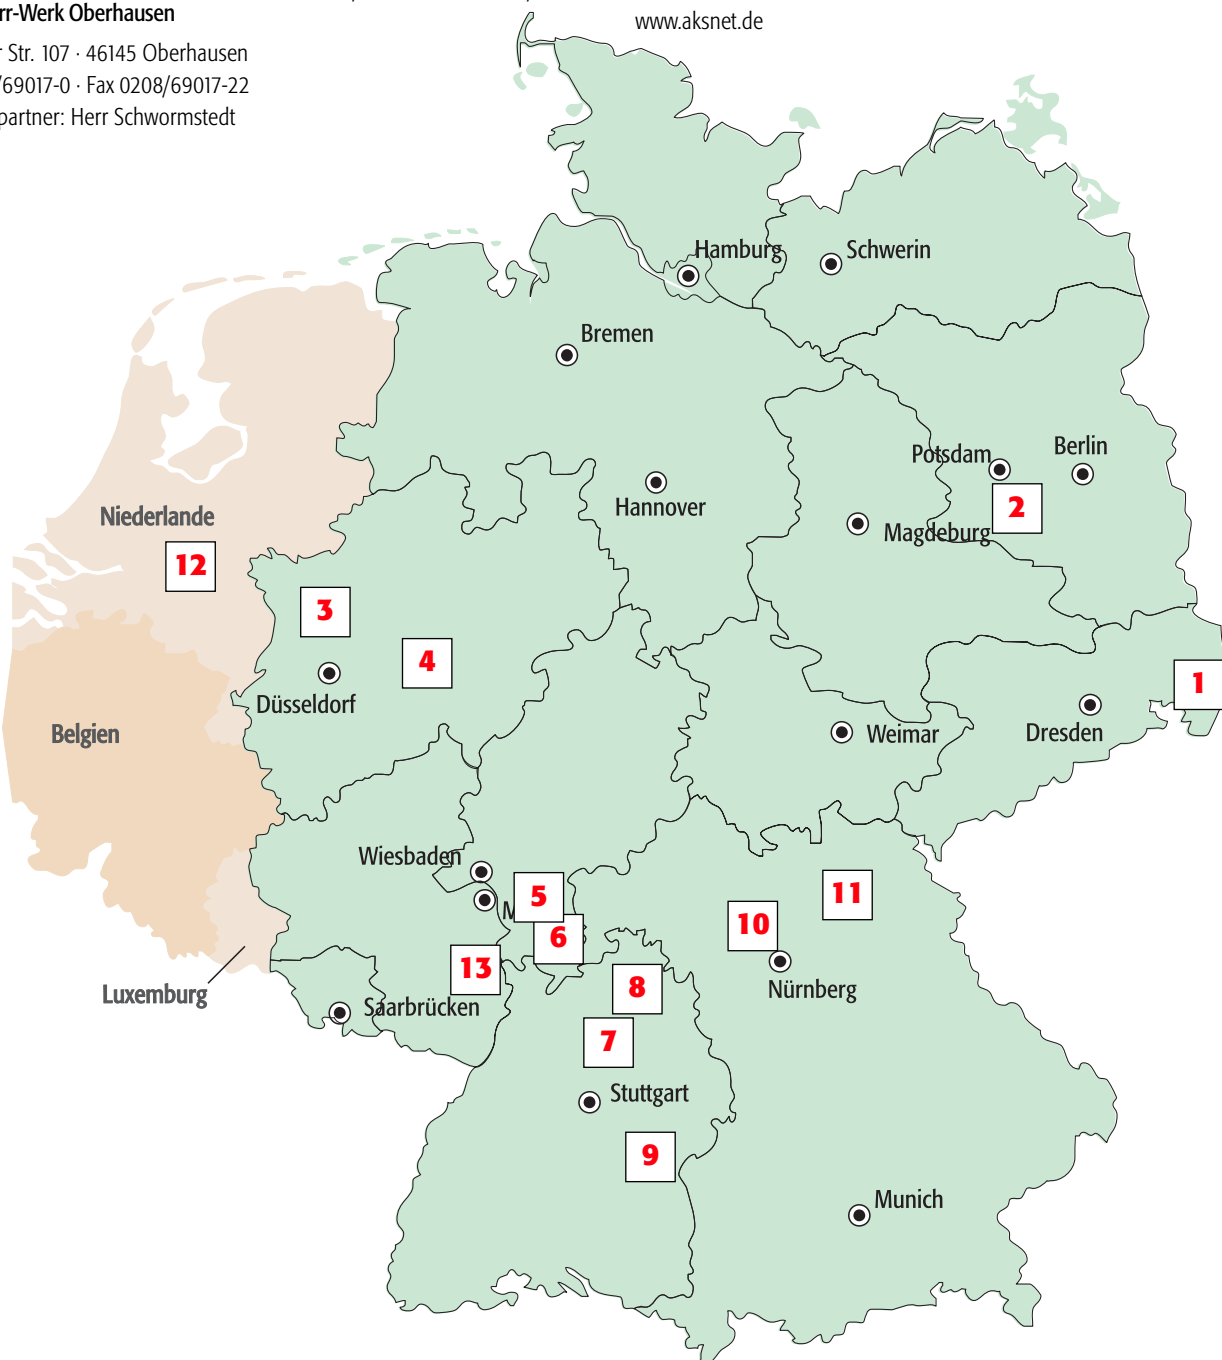 rr-Werk Oberhausen
www.aksnet.de
r Str. 107 · 46145 Oberhausen
/69017-0 · Fax 0208/69017-22
partner: Herr Schwormstedt
Hamburg
Schwerin
Bremen
Potsdam
Berlin
Hannover
2
Niederlande
Magdeburg
12
3
4
1
Düsseldorf
Belgien
Weimar
Dresden
Wiesbaden
5
11
M
10
6
13
8
Nürnberg
Luxemburg
Saarbrücken
7
Stuttgart
9
Munich